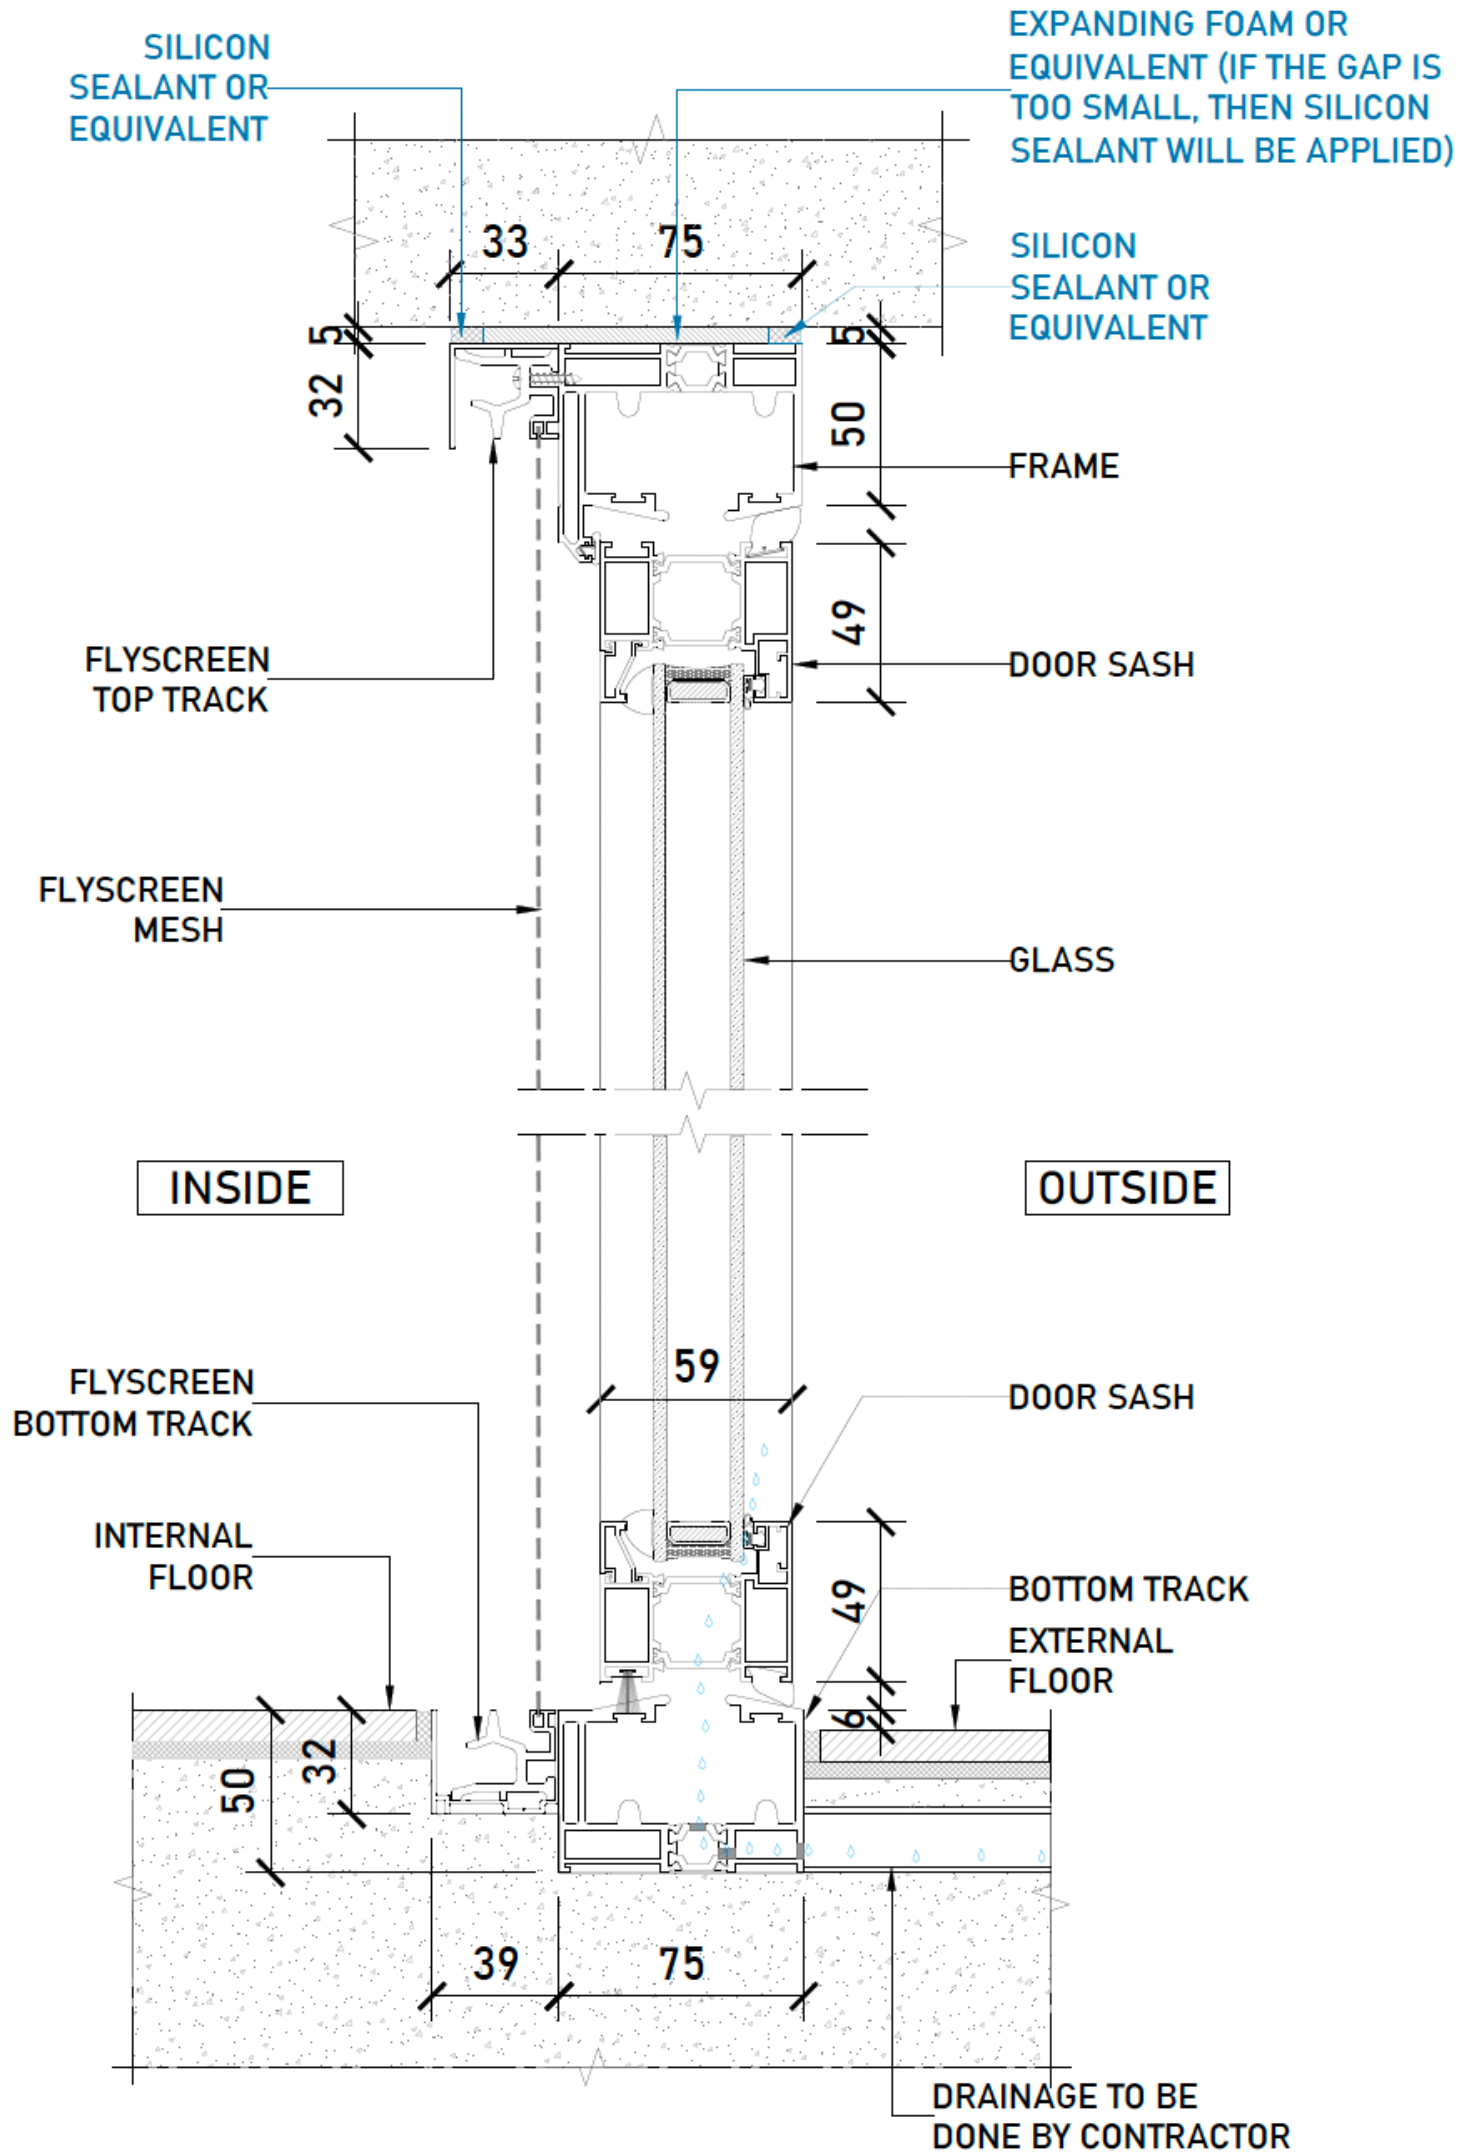 SILICON
SEALANT OR
EQUIVALENT
EXPANDING FOAM OR
EQUIVALENT (IF THE GAP IS
TOO SMALL, THEN SILICON
SEALANT WILL BE APPLIED)
SILICON
SEALANT OR
EQUIVALENT
33
75
5
5
32
50
FRAME
49
FLYSCREEN
TOP TRACK
DOOR SASH
FLYSCREEN
MESH
GLASS
INSIDE
OUTSIDE
59
FLYSCREEN
BOTTOM TRACK
DOOR SASH
INTERNAL
FLOOR
49
BOTTOM TRACK
EXTERNAL
FLOOR
6
50
32
39
75
DRAINAGE TO BE
DONE BY CONTRACTOR